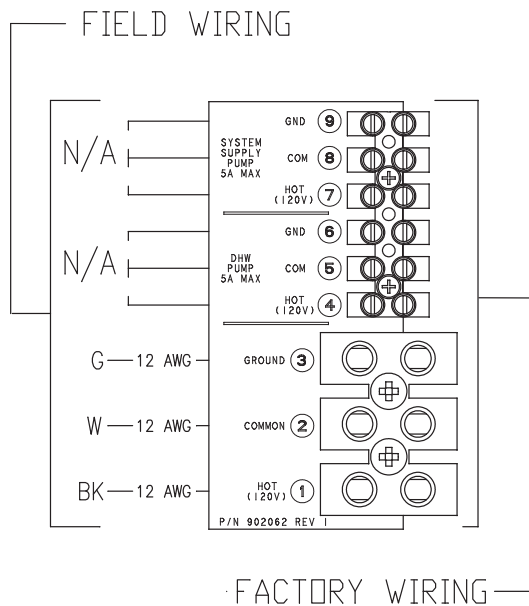 FIELD WIRING
N/A
SYSTEM
SUPPLY
PUMP
5A MAX
GND 9
COM 8
HOT
(120V) 7
N/A
DHW
PUMP
5A MAX
GND 6
COM 5
HOT
(120V) 4
G 12 AWG GROUND 3
W 12 AWG COMMON 2
BK 12 AWG HOT
(120V) 1
P/N 902062 REV 1
FACTORY WIRING